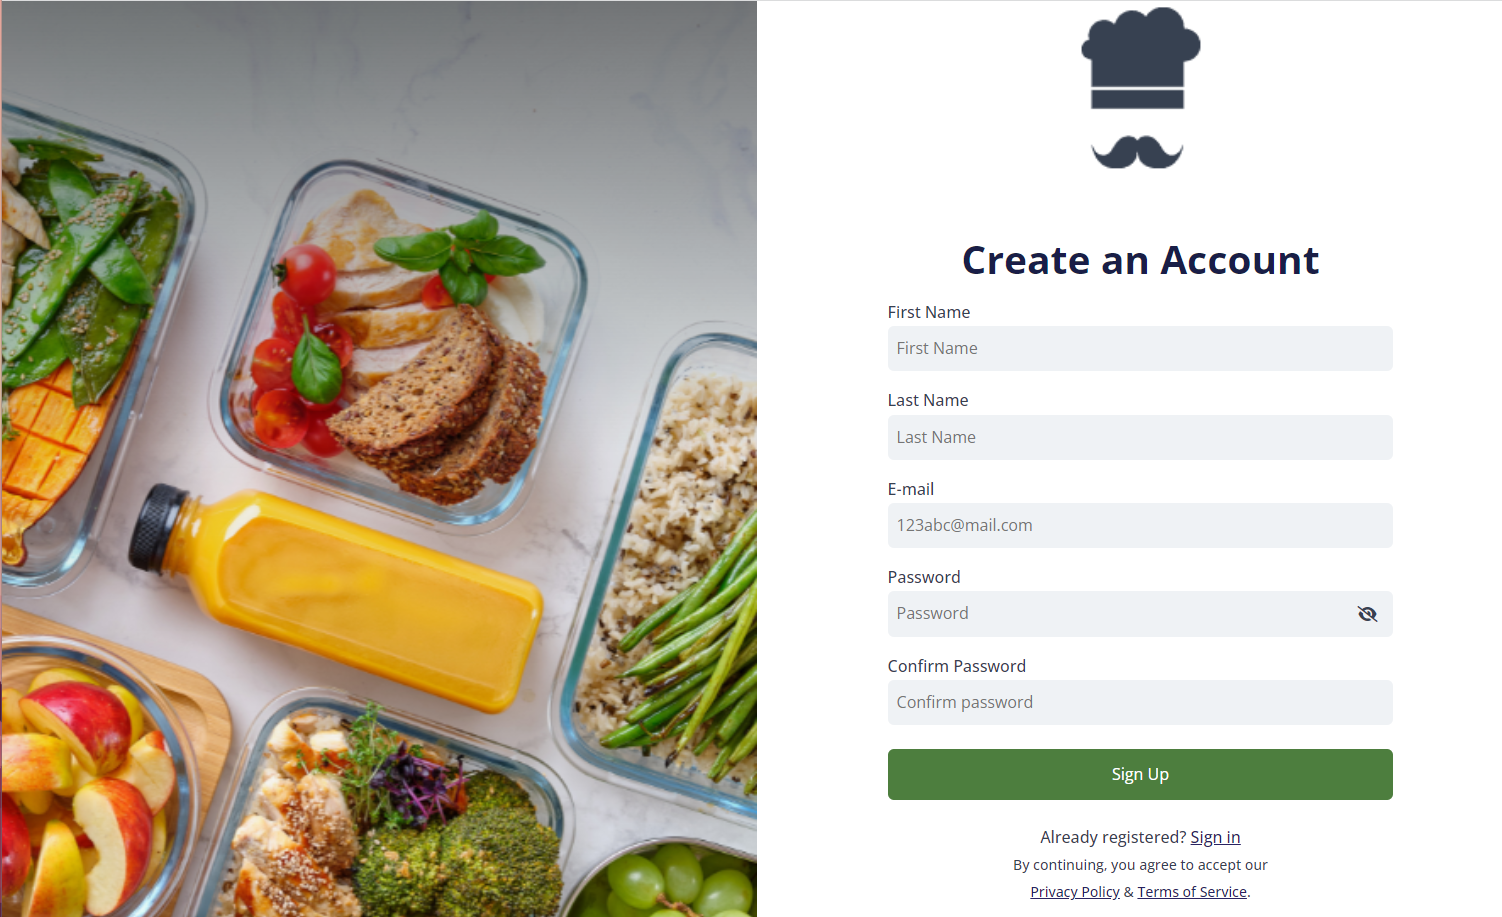 Create an Account
First Name
First Name
Last Name
Last Name
E-mail
123abc@mail.com
Password
Password
Confirm Password
Confirm password
Sign Up
Already registered? Sign in
By continuing, you agree to accept our
Privacy Policy & Terms of Service.